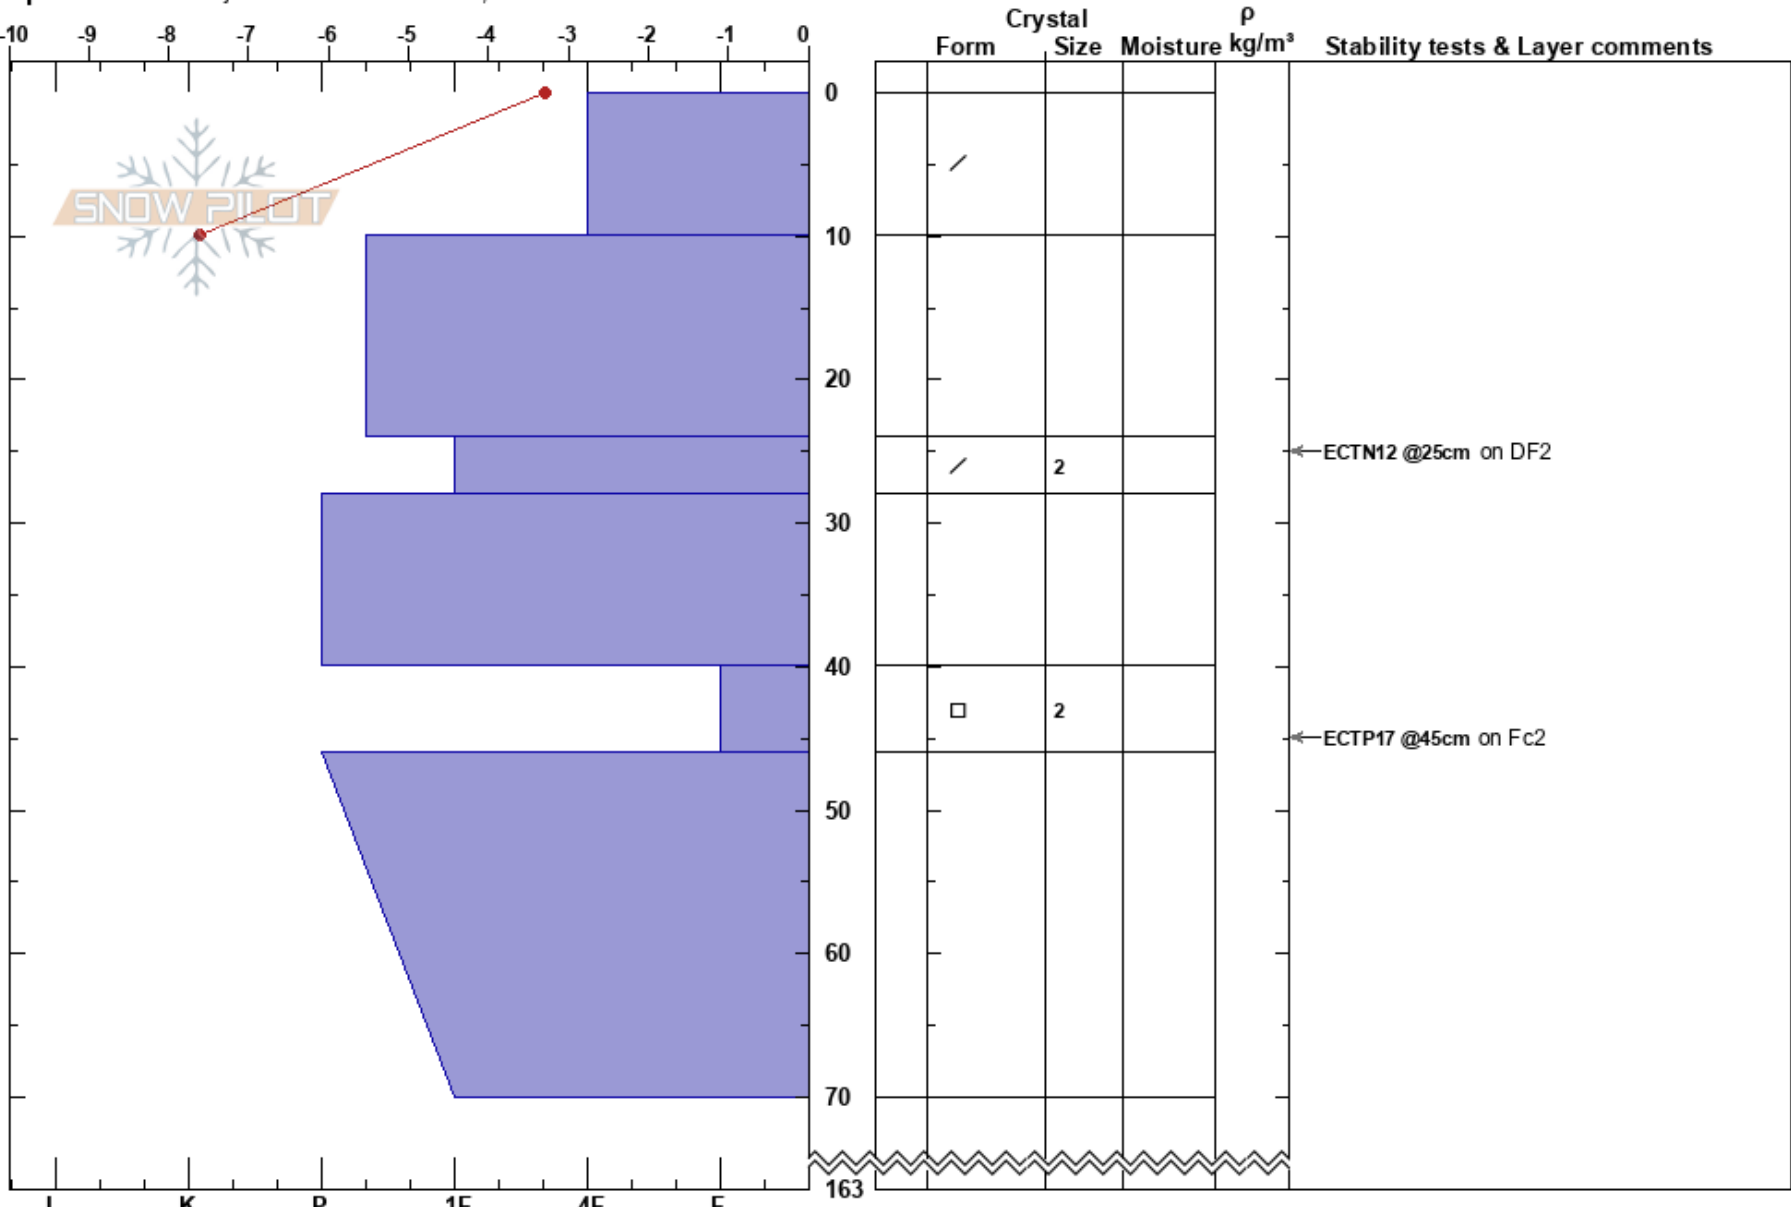 Crystal ρ
-10 -9 -8 -7 -6 -5 -4 -3 -2 -1 0 Form Size Moisture kg/m³ Stability tests & Layer comments
0
SNOW PILOT
10
20
2 ECTN12 @25cm on DF2
30
40
2
ECTP17 @45cm on Fc2
50
60
70
163
I K P 1F 4F F